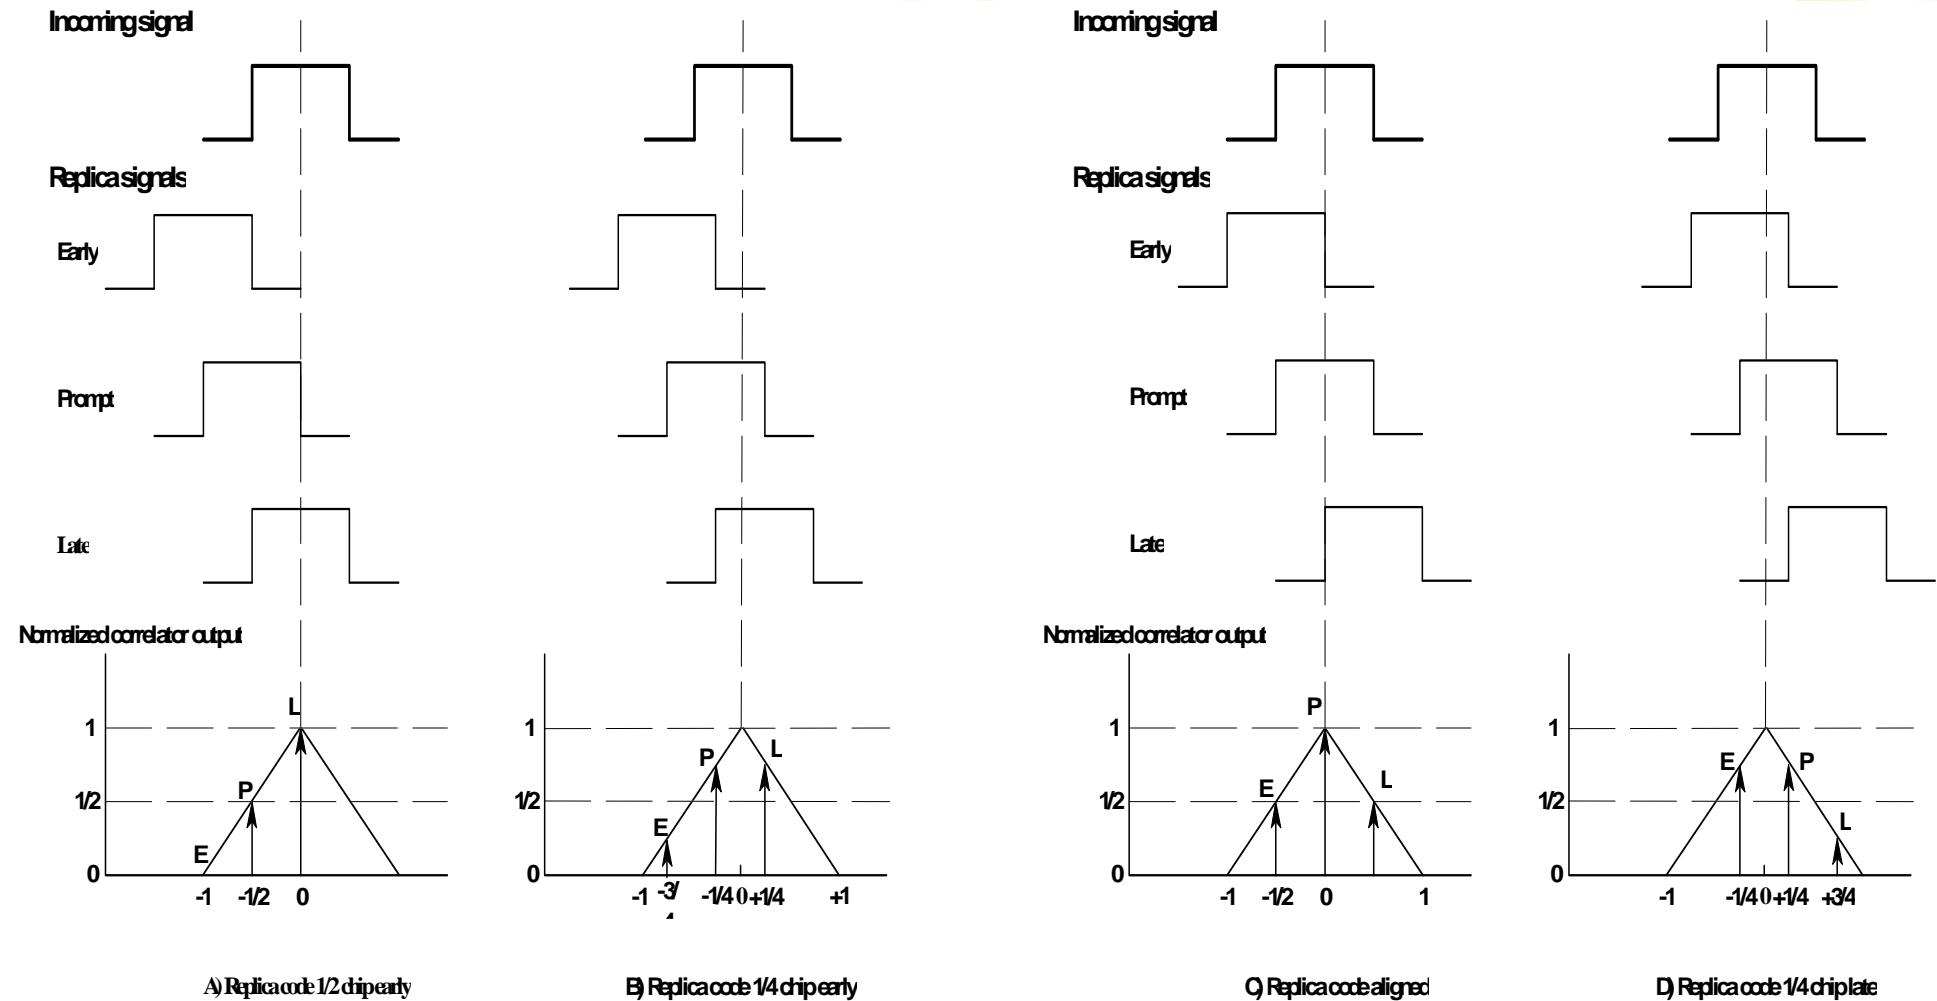 Incoming signal
Incoming signal
Replica signals
Replica signals
Early
Early
Prompt
Prompt
Late
Late
Normalized correlator output
Normalized correlator output
L
P
E
1
1/2
0
-1 -1/2 0
P
L
E
1
1/2
0
-1 -3/4 -1/4 0 +1/4 +1
P
E
L
1
1/2
0
-1 -1/2 0 1
E
P
L
1
1/2
0
-1 -1/4 0 +1/4 +3/4
A) Replica code 1/2 chip early
B) Replica code 1/4 chip early
C) Replica code aligned
D) Replica code 1/4 chip late